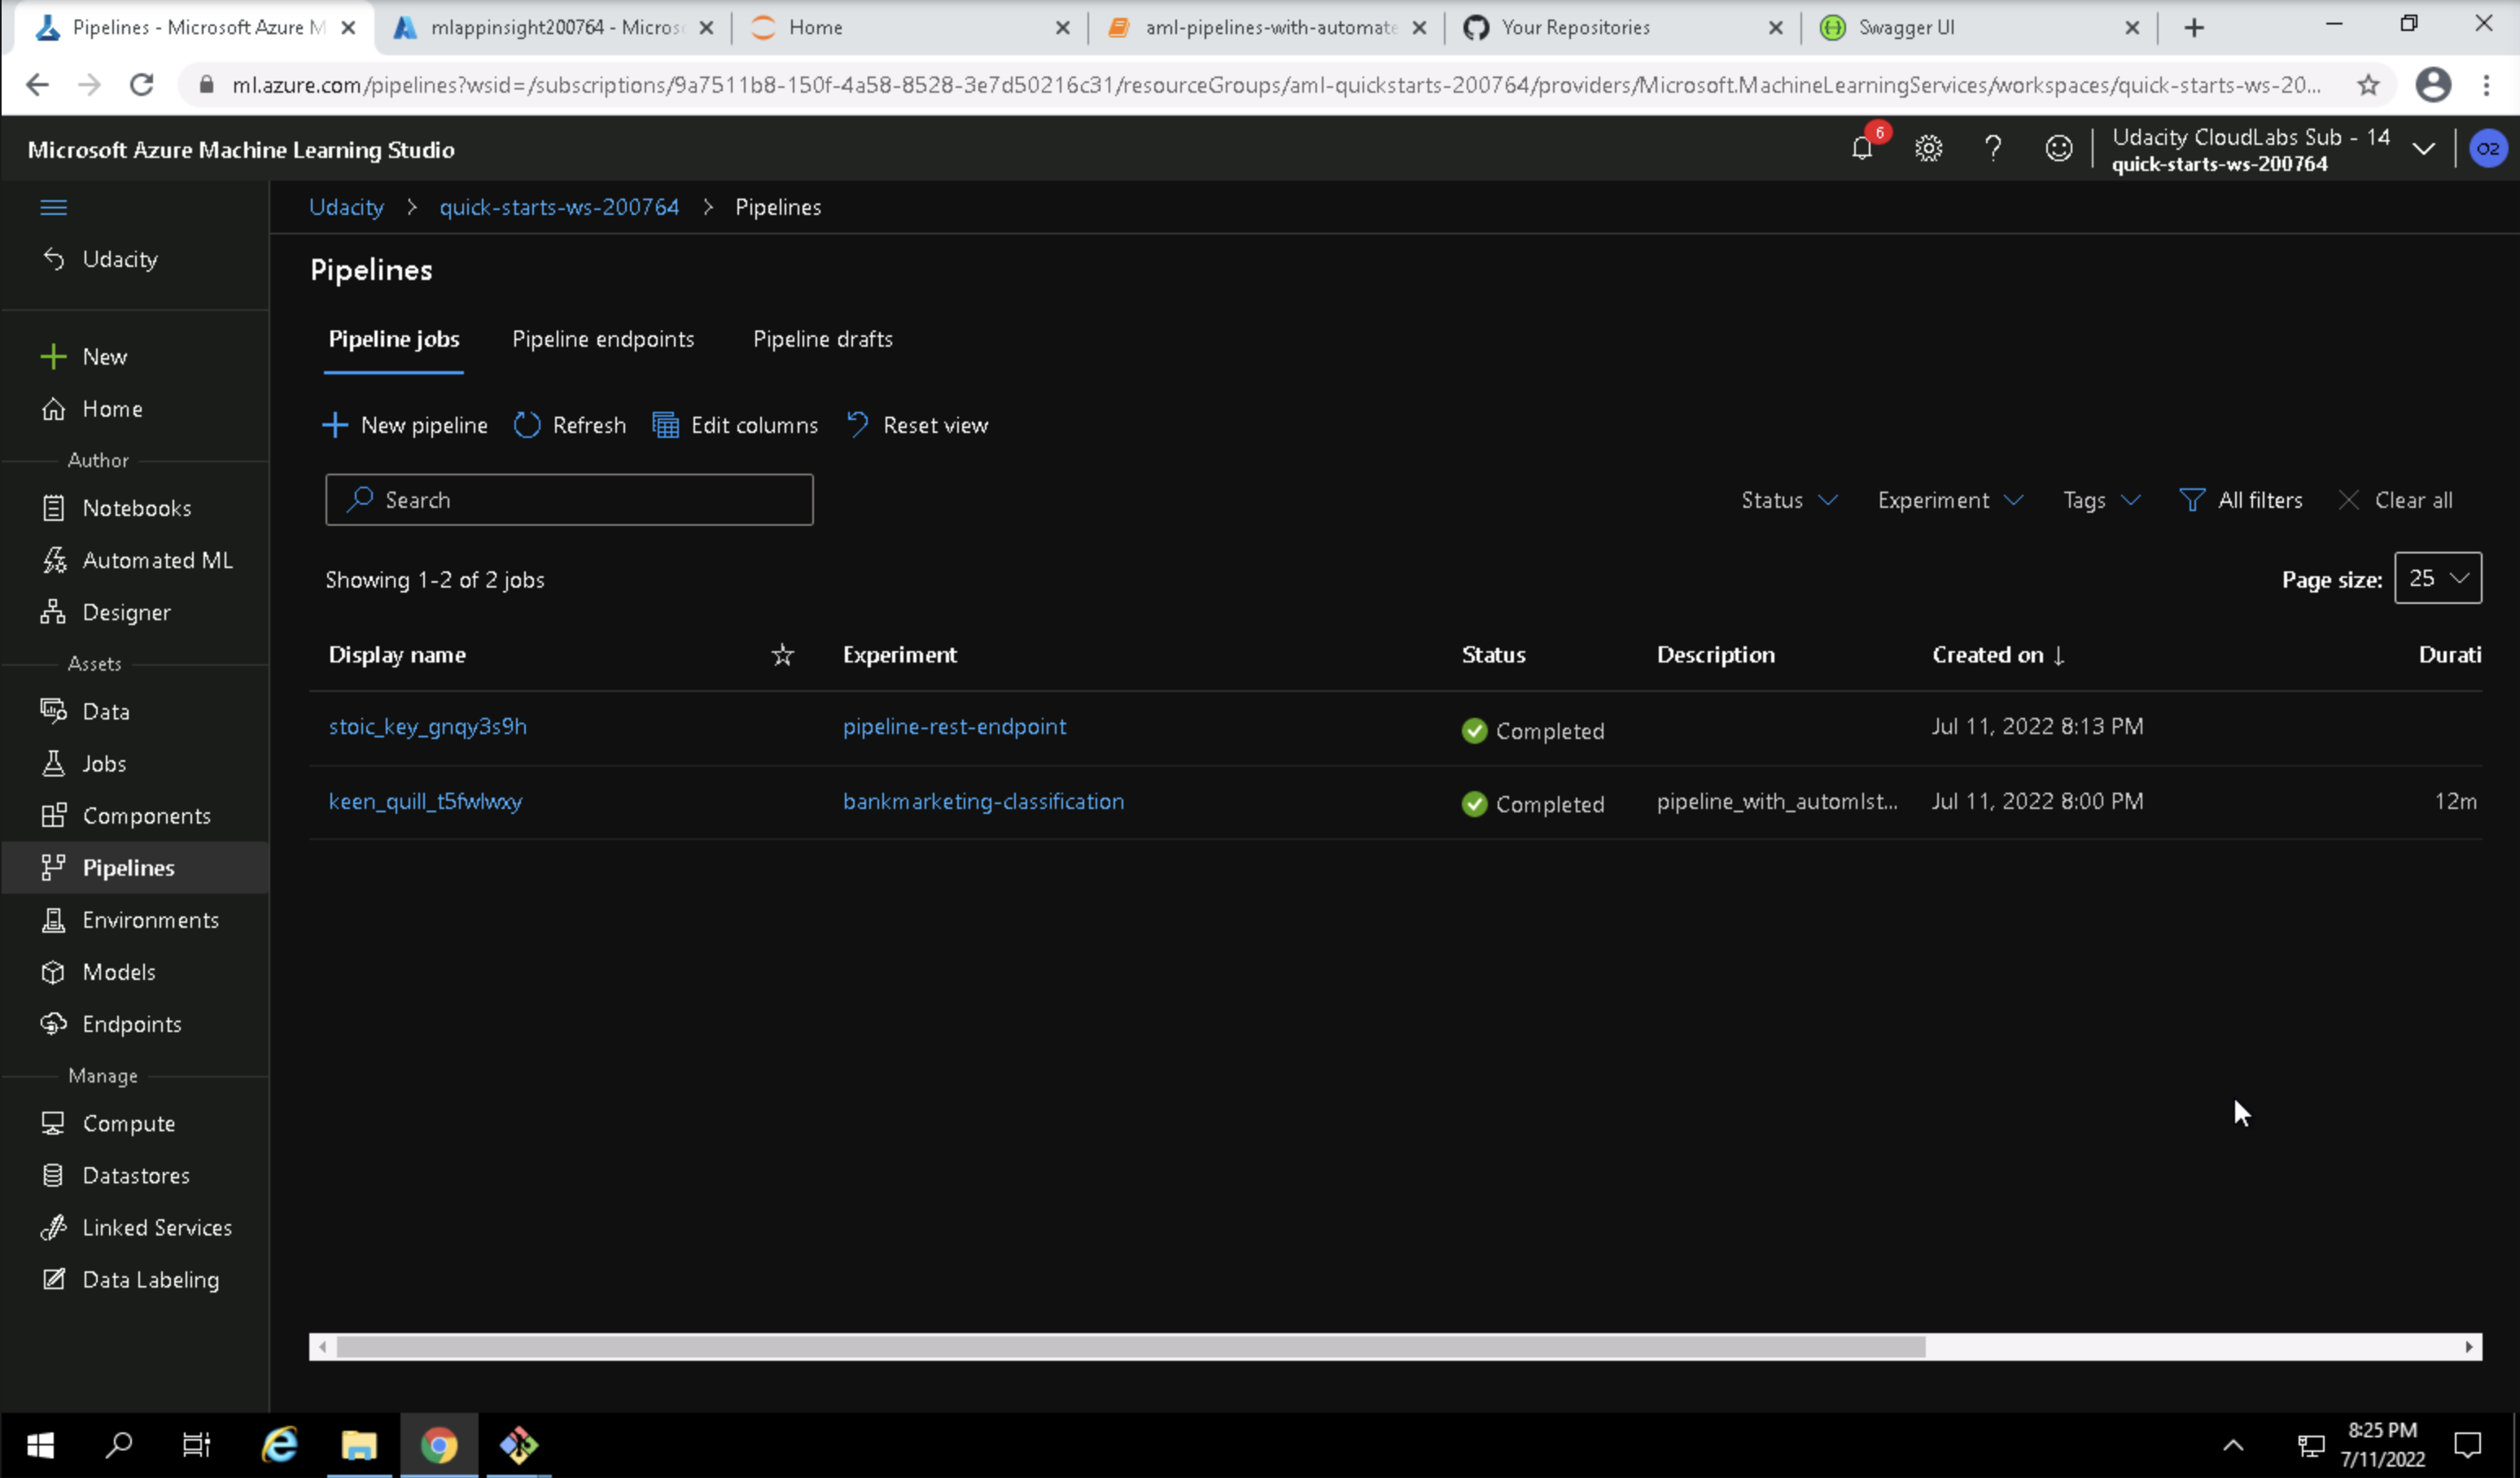 Pipelines - Microsoft Azure M
mlappinsight200764 - Micros
Home
aml-pipelines-with-automate
Your Repositories
Swagger UI
ml.azure.com/pipelines?wsid=/subscriptions/9a7511b8-150f-4a58-8528-3e7d50216c31/resourceGroups/aml-quickstarts-200764/providers/Microsoft.MachineLearningServices/workspaces/quick-starts-ws-20...
Microsoft Azure Machine Learning Studio
6
Udacity CloudLabs Sub - 14
quick-starts-ws-200764
O2
Udacity > quick-starts-ws-200764 > Pipelines
Udacity
New
Home
Author
Notebooks
Automated ML
Designer
Assets
Data
Jobs
Components
Pipelines
Environments
Models
Endpoints
Manage
Compute
Datastores
Linked Services
Data Labeling
Pipelines
Pipeline jobs Pipeline endpoints Pipeline drafts
New pipeline Refresh Edit columns Reset view
Search
Status Experiment Tags All filters Clear all
Showing 1-2 of 2 jobs
Page size: 25
Display name Experiment Status Description Created on ↓ Durati
stoic_key_gnqy3s9h pipeline-rest-endpoint Completed Jul 11, 2022 8:13 PM
keen_quill_t5fwlwxy bankmarketing-classification Completed pipeline_with_automlst... Jul 11, 2022 8:00 PM 12m
8:25 PM
7/11/2022